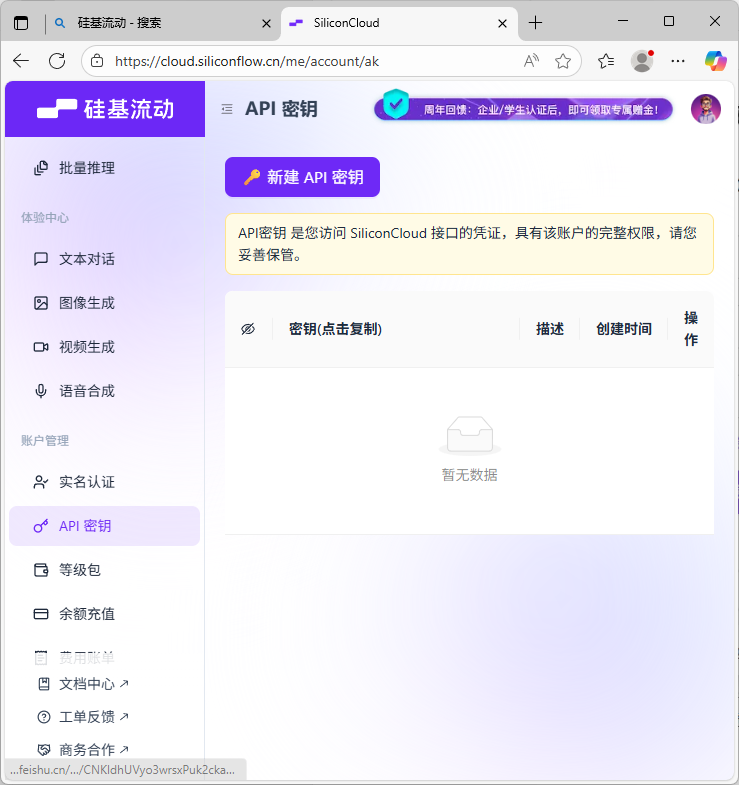 硅基流动 - 搜索
SiliconCloud
https://cloud.siliconflow.cn/me/account/ak
硅基流动
API 密钥
周年回馈：企业/学生认证后，即可领取专属赠金！
批量推理
体验中心
文本对话
图像生成
视频生成
语音合成
账户管理
实名认证
API 密钥
等级包
余额充值
费用账单
文档中心
工单反馈
商务合作
新建 API 密钥
API密钥 是您访问 SiliconCloud 接口的凭证，具有该账户的完整权限，请您
妥善保管。
密钥(点击复制)
描述
创建时间
操
作
暂无数据
...feishu.cn/.../CNKIdhUVyo3wrsxPuk2cka...